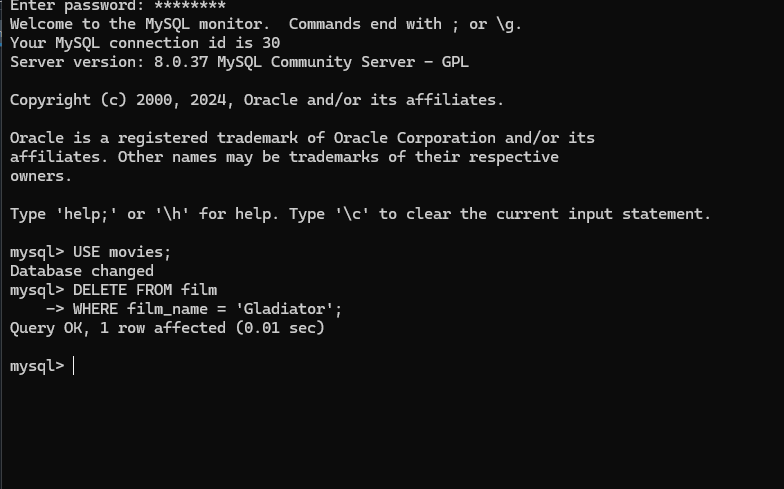 Enter password: ********
Welcome to the MySQL monitor.  Commands end with ; or \g.
Your MySQL connection id is 30
Server version: 8.0.37 MySQL Community Server - GPL

Copyright (c) 2000, 2024, Oracle and/or its affiliates.

Oracle is a registered trademark of Oracle Corporation and/or its
affiliates. Other names may be trademarks of their respective
owners.

Type 'help;' or '\h' for help. Type '\c' to clear the current input statement.

mysql> USE movies;
Database changed
mysql> DELETE FROM film
    -> WHERE film_name = 'Gladiator';
Query OK, 1 row affected (0.01 sec)

mysql>